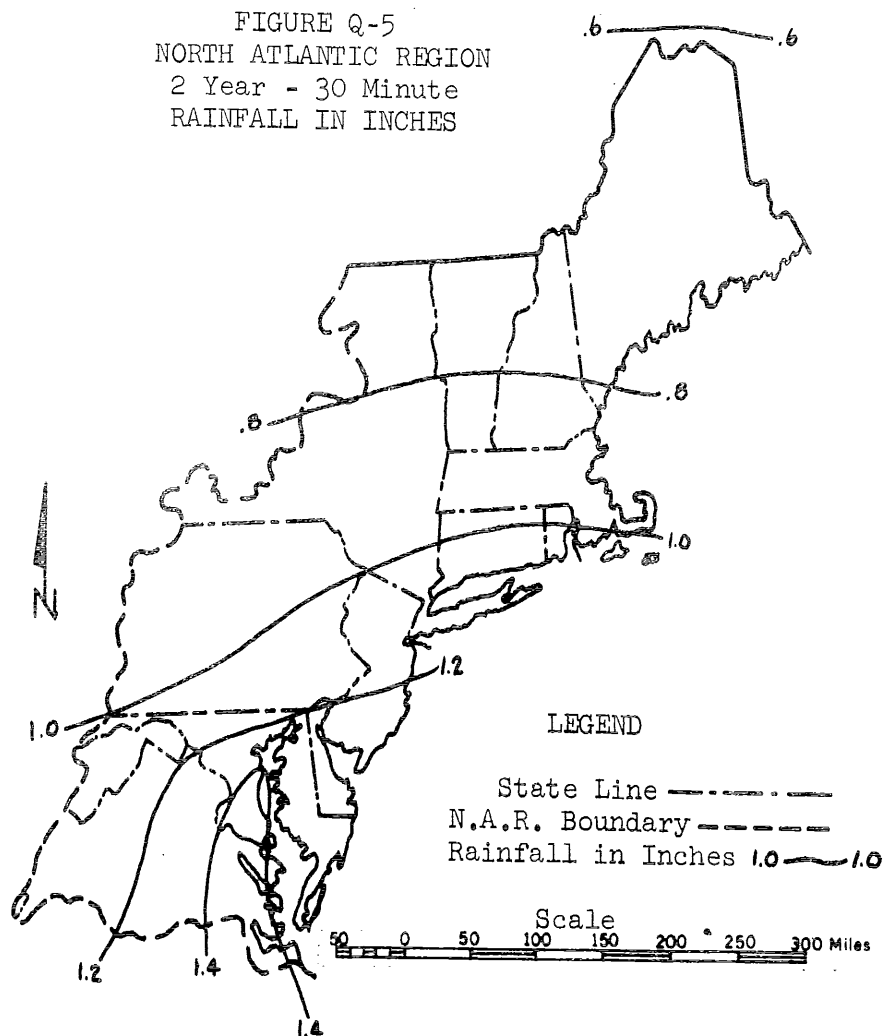 FIGURE Q-5
NORTH ATLANTIC REGION
2 Year - 30 Minute
RAINFALL IN INCHES
.6 .6
.8 .8
N
1.0 1.0
1.2
LEGEND
State Line
N.A.R. Boundary
Rainfall in Inches 1.0 1.0
Scale
50 0 50 100 150 200 250 300 Miles
1.2 1.4
1.4